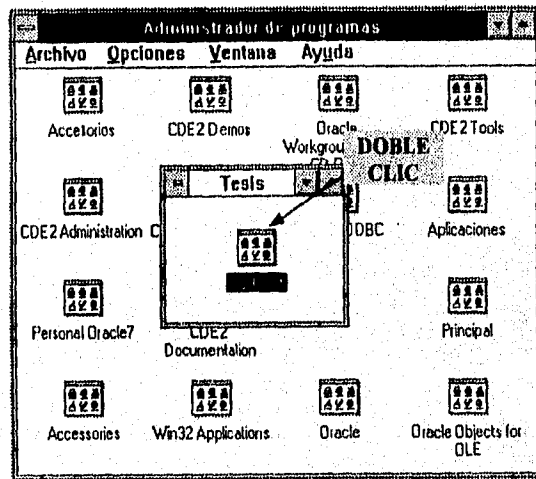 Administrador de programas
Archivo Opciones Ventana Ayuda
Accesorios
CDE2 Demos
Oracle
CDE2 Tools
DOBLE
CLIC
Tesis
CDE2 Administration
ODBC
Aplicaciones
Personal Oracle7
CDE2
Documentation
Principal
Accessories
Win32 Applications
Oracle
Oracle Objects for
OLE